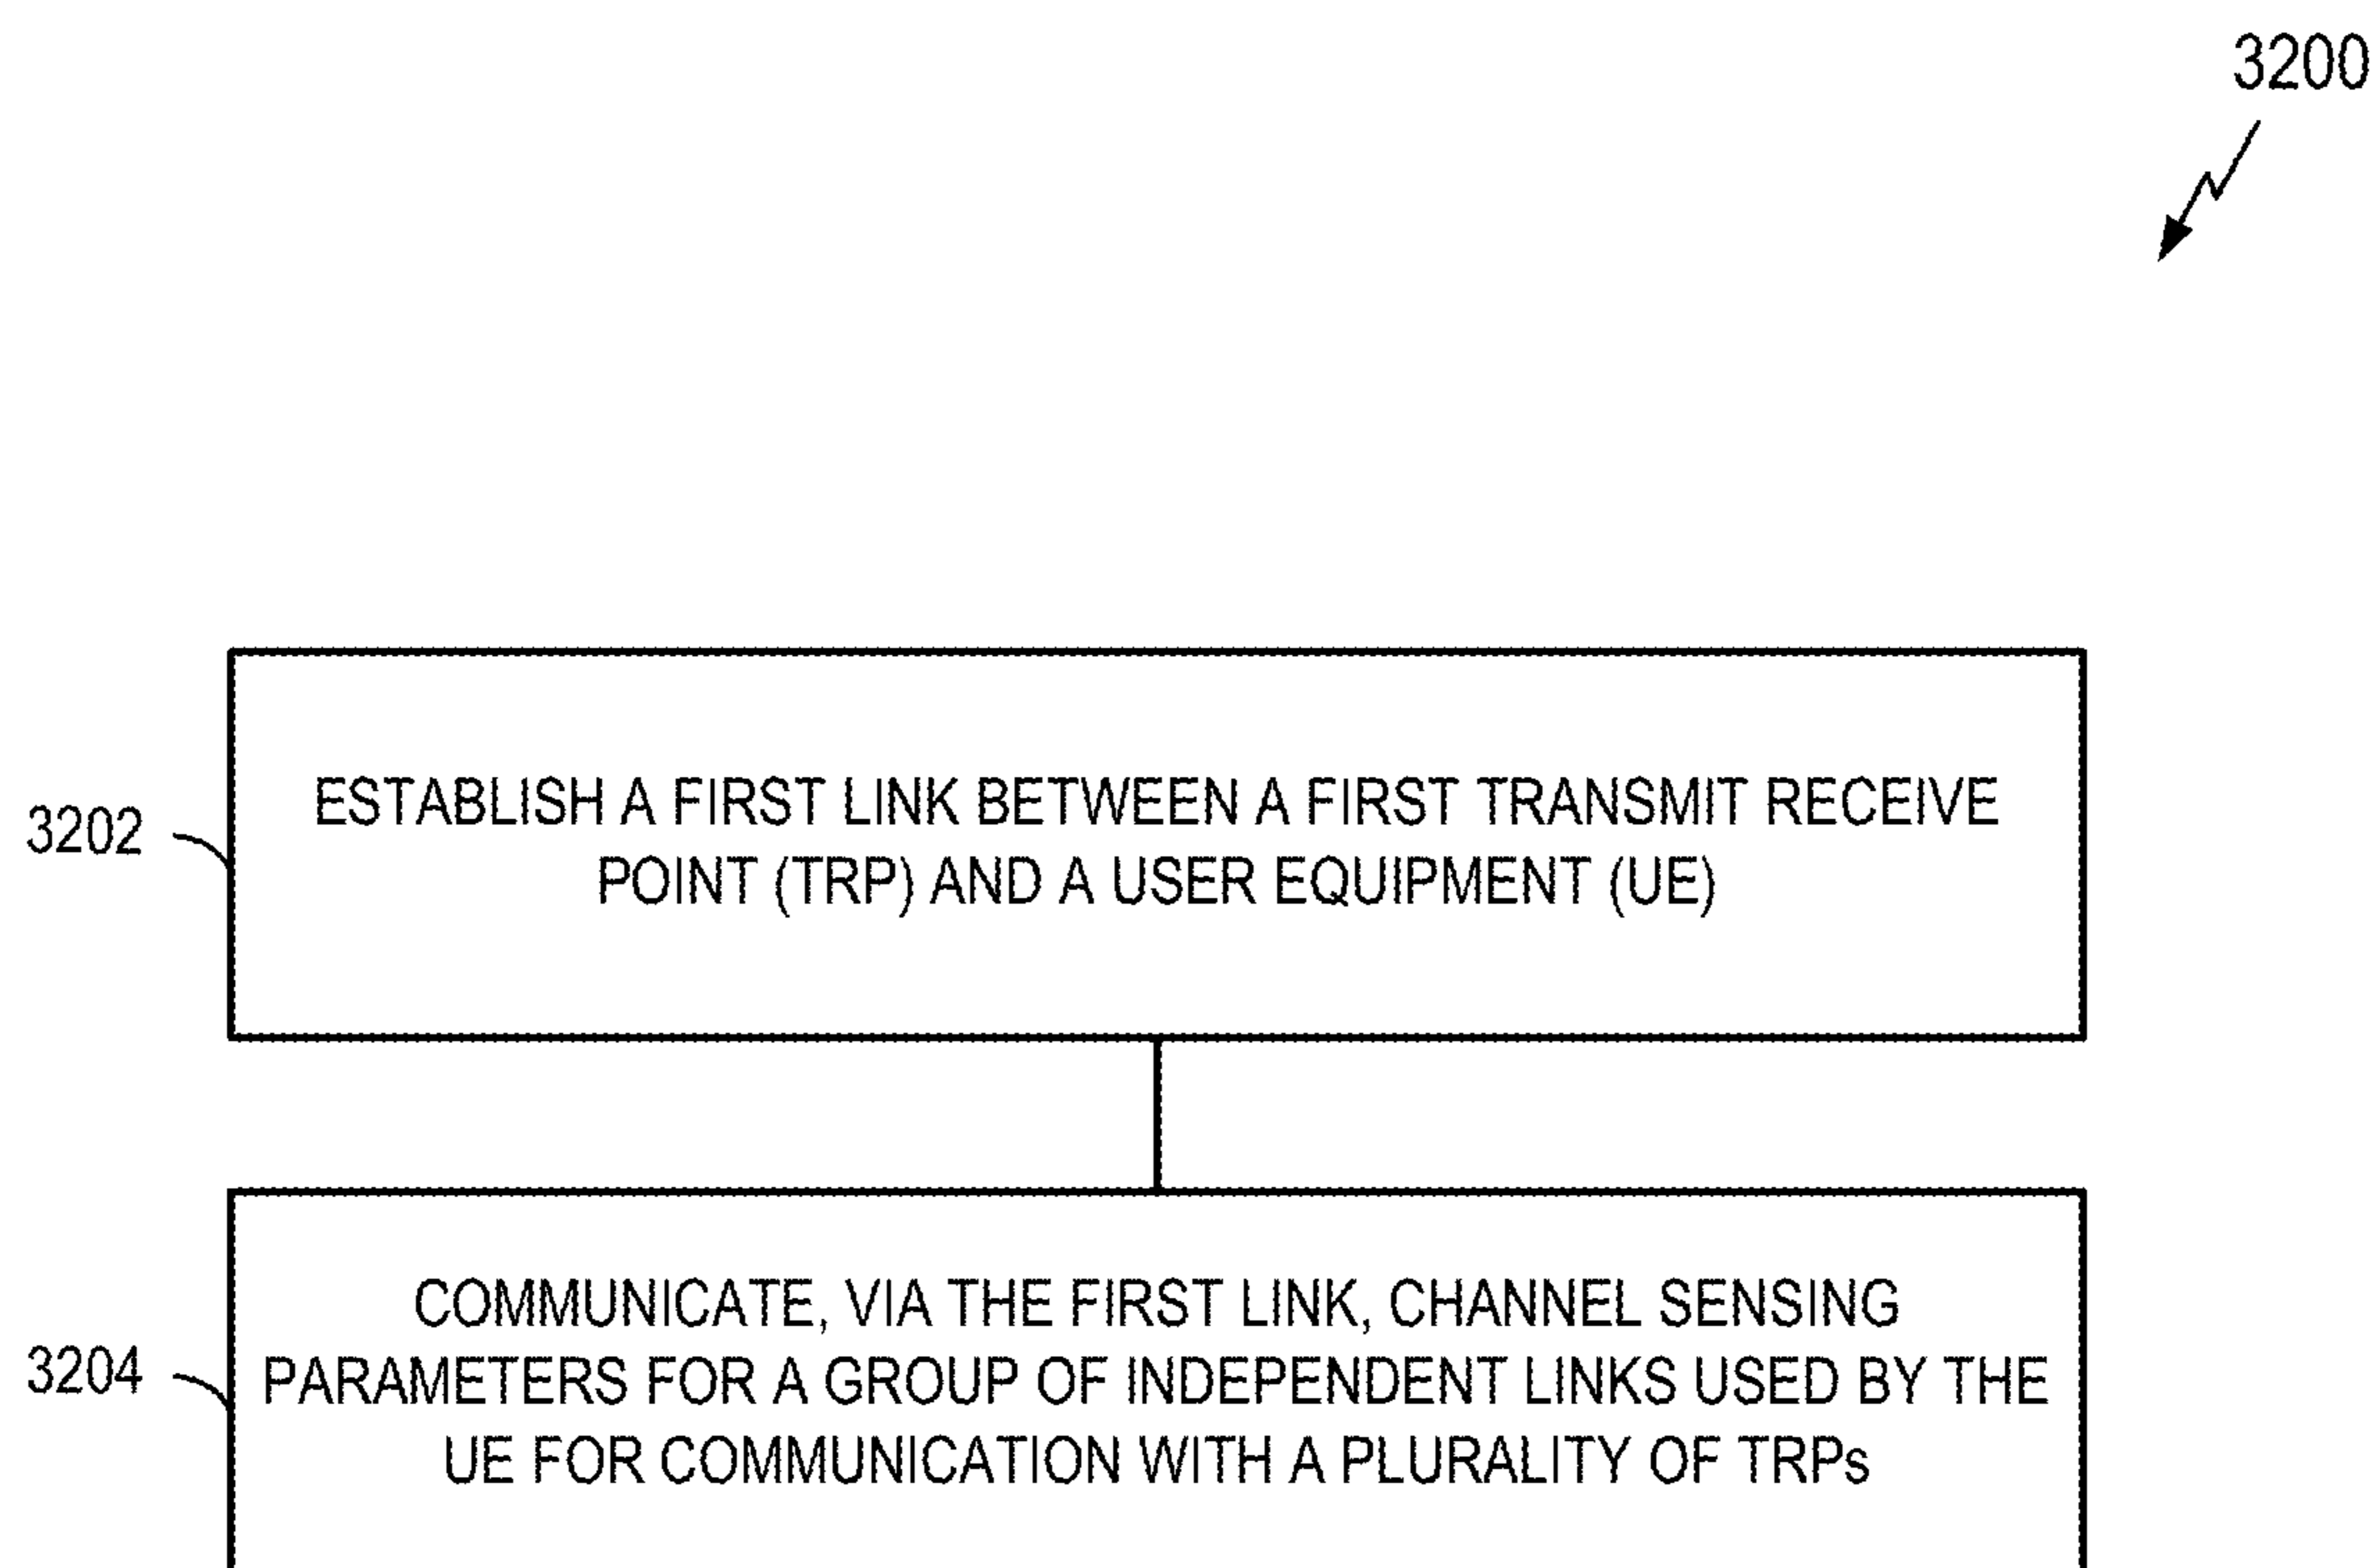 3200
3202
ESTABLISH A FIRST LINK BETWEEN A FIRST TRANSMIT RECEIVE
POINT (TRP) AND A USER EQUIPMENT (UE)
3204
COMMUNICATE, VIA THE FIRST LINK, CHANNEL SENSING
PARAMETERS FOR A GROUP OF INDEPENDENT LINKS USED BY THE
UE FOR COMMUNICATION WITH A PLURALITY OF TRPs